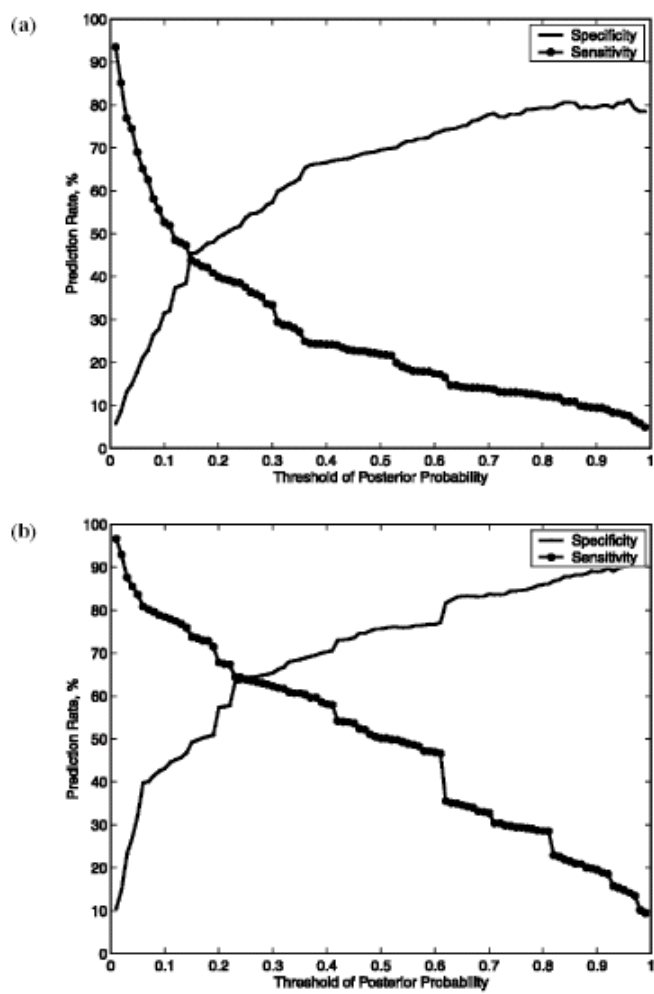 (a)
100
90
80
70
60
50
40
30
20
10
0
Prediction Rate, %
Specificity
Sensitivity
0 0.1 0.2 0.3 0.4 0.5 0.6 0.7 0.8 0.9 1
Threshold of Posterior Probability
(b)
100
90
80
70
60
50
40
30
20
10
0
Prediction Rate, %
Specificity
Sensitivity
0 0.1 0.2 0.3 0.4 0.5 0.6 0.7 0.8 0.9 1
Threshold of Posterior Probability